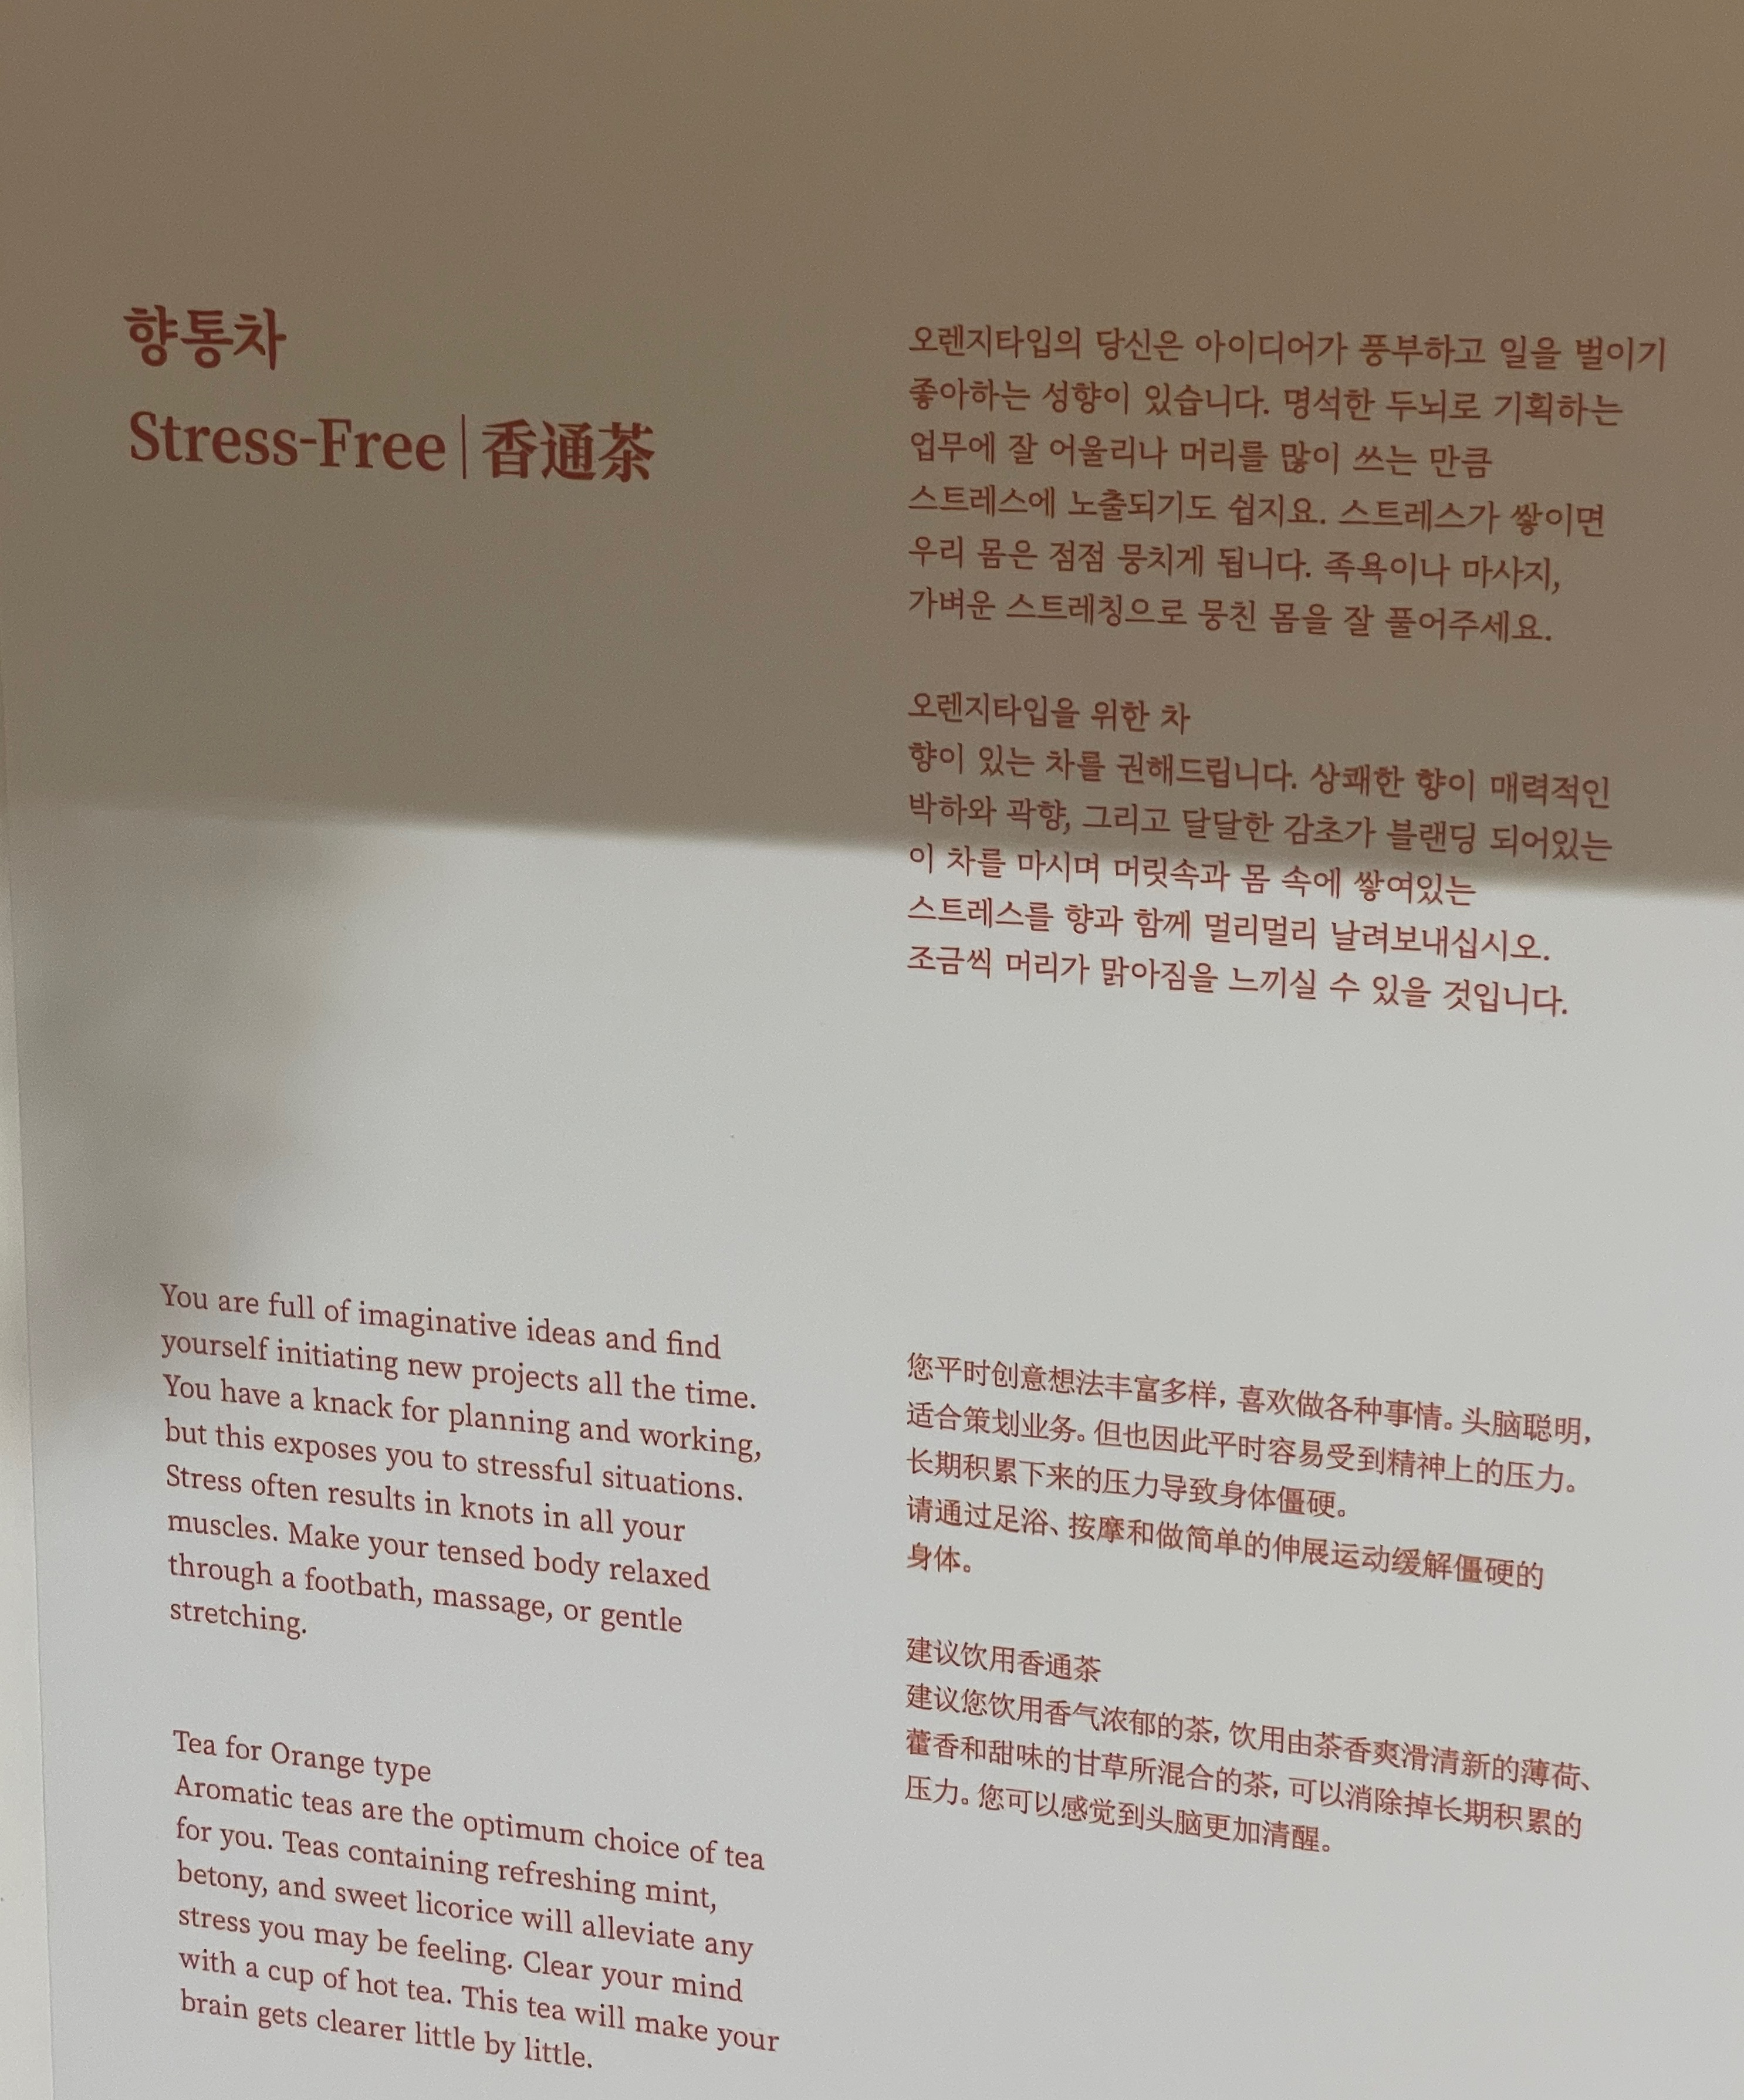 향통차
Stress-Free | 香通茶
오렌지타입의 당신은 아이디어가 풍부하고 일을 벌이기
좋아하는 성향이 있습니다. 명석한 두뇌로 기획하는
업무에 잘 어울리나 머리를 많이 쓰는 만큼
스트레스에 노출되기도 쉽지요. 스트레스가 쌓이면
우리 몸은 점점 뭉치게 됩니다. 족욕이나 마사지,
가벼운 스트레칭으로 뭉친 몸을 잘 풀어주세요.
오렌지타입을 위한 차
향이 있는 차를 권해드립니다. 상쾌한 향이 매력적인
박하와 곽향, 그리고 달달한 감초가 블랜딩 되어있는
이 차를 마시며 머릿속과 몸 속에 쌓여있는
스트레스를 향과 함께 멀리멀리 날려보내십시오.
조금씩 머리가 맑아짐을 느끼실 수 있을 것입니다.
You are full of imaginative ideas and find
yourself initiating new projects all the time.
You have a knack for planning and working,
but this exposes you to stressful situations.
Stress often results in knots in all your
muscles. Make your tensed body relaxed
through a footbath, massage, or gentle
stretching.
Tea for Orange type
Aromatic teas are the optimum choice of tea
for you. Teas containing refreshing mint,
betony, and sweet licorice will alleviate any
stress you may be feeling. Clear your mind
with a cup of hot tea. This tea will make your
brain gets clearer little by little.
您平时创意想法丰富多样，喜欢做各种事情。头脑聪明，
适合策划业务。但也因此平时容易受到精神上的压力。
长期积累下来的压力导致身体僵硬。
请通过足浴、按摩和做简单的伸展运动缓解僵硬的
身体。
建议饮用香通茶
建议您饮用香气浓郁的茶，饮用由茶香爽滑清新的薄荷、
藿香和甜味的甘草所混合的茶，可以消除掉长期积累的
压力。您可以感觉到头脑更加清醒。